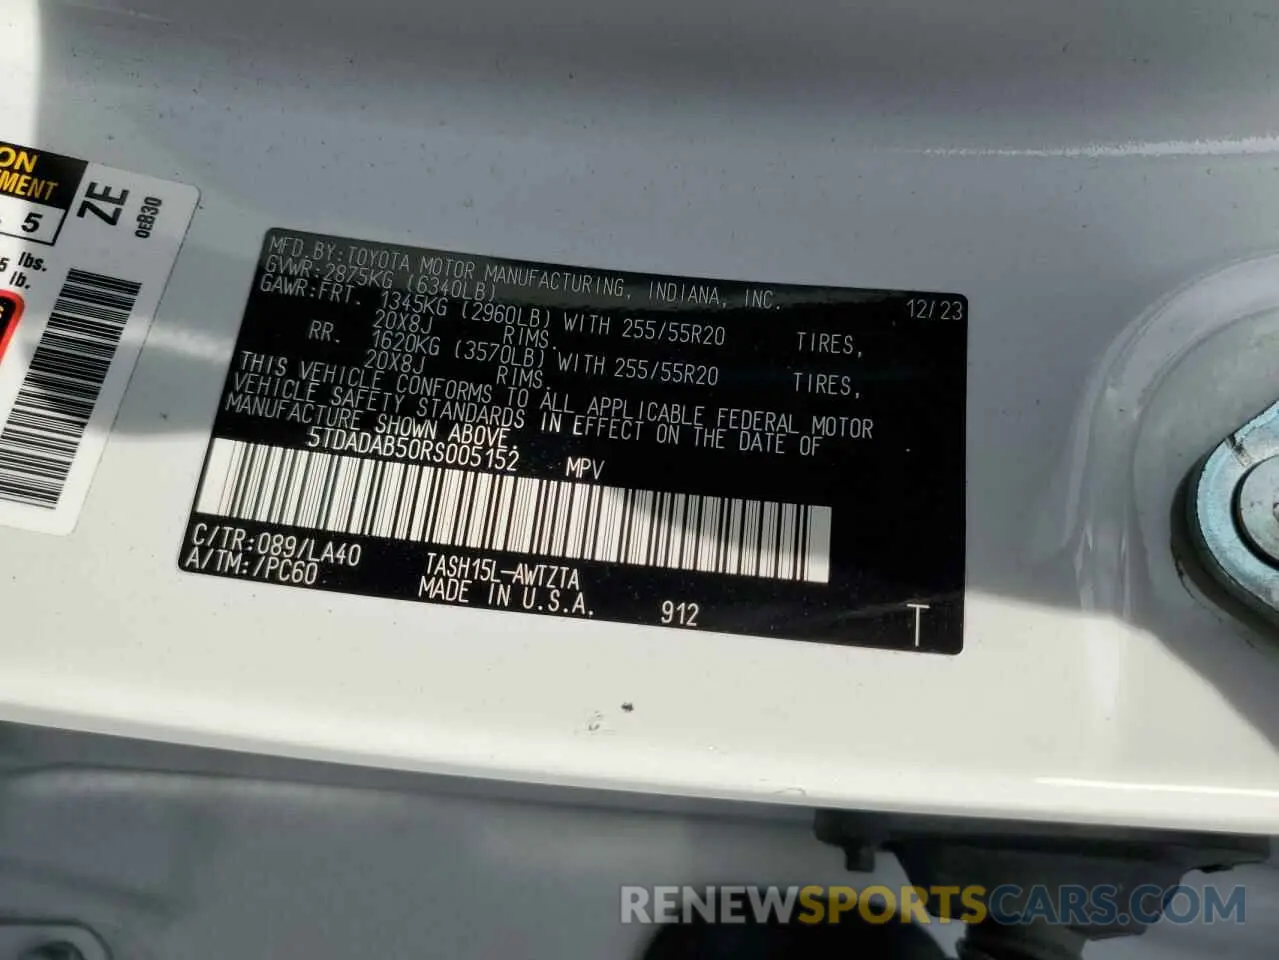 ON
MENT
5
5 lbs.
lb.
ZE
0EB30
MFD. BY: TOYOTA MOTOR MANUFACTURING, INDIANA, INC. 12/23
GVWR: 2875KG (6340LB)
GAWR: FRT. 1345KG (2960LB) WITH 255/55R20 TIRES,
20X8J RIMS.
RR. 1620KG (3570LB) WITH 255/55R20 TIRES,
20X8J RIMS.
THIS VEHICLE CONFORMS TO ALL APPLICABLE FEDERAL MOTOR
VEHICLE SAFETY STANDARDS IN EFFECT ON THE DATE OF
MANUFACTURE SHOWN ABOVE.
5TDADAB50RS005152 MPV
C/TR: 089/LA40 TASH15L-AWTZTA
A/TM: /PC60 MADE IN U.S.A. 912 T
RENEWSPORTSCARS.COM